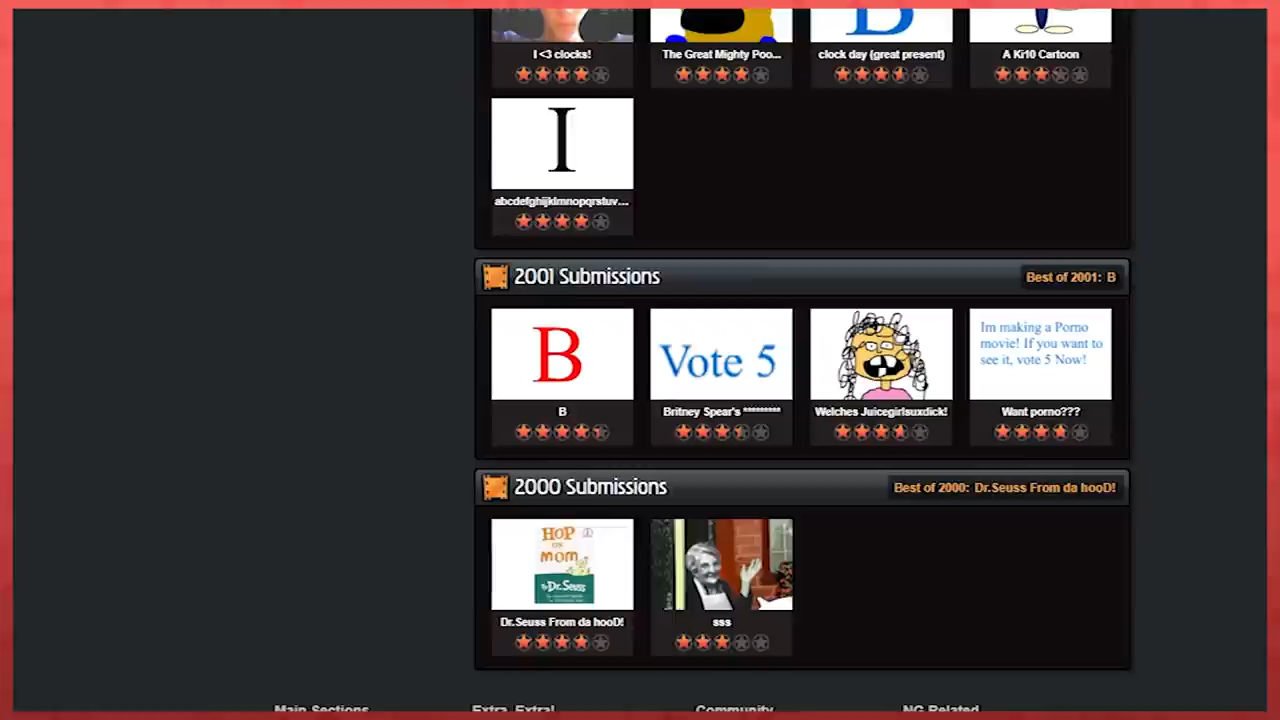 B
I <3 clocks!
The Great Mighty Poo...
clock day (great present)
A Ki10 Cartoon
I
abcdefghijklmnopqrstuv...
2001 Submissions
Best of 2001: B
B
Vote 5
Im making a Porno
movie! If you want to
see it, vote 5 Now!
B
Britney Spear's *********
Welches Juicegirlsuxdick!
Want porno???
2000 Submissions
Best of 2000: Dr.Seuss From da hooD!
HOP
ON
mom
By Dr. Seuss
Dr.Seuss From da hooD!
sss
Main Sections
Extra, Extra!
Community
NG Related